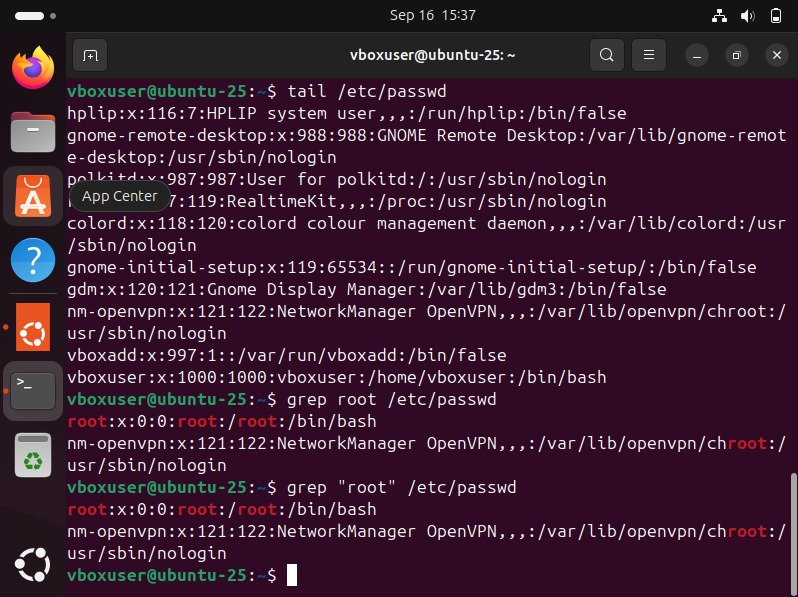 Sep 16 15:37
vboxuser@ubuntu-25: ~
vboxuser@ubuntu-25:~$ tail /etc/passwd
hplip:x:116:7:HPLIP system user,,,:/run/hplip:/bin/false
gnome-remote-desktop:x:988:988:GNOME Remote Desktop:/var/lib/gnome-remot
e-desktop:/usr/sbin/nologin
polkitd:x:987:987:User for polkitd:/:/usr/sbin/nologin
App Center
7:119:RealtimeKit,,,:/proc:/usr/sbin/nologin
colord:x:118:120:colord colour management daemon,,,:/var/lib/colord:/usr
/sbin/nologin
gnome-initial-setup:x:119:65534::/run/gnome-initial-setup/:/bin/false
gdm:x:120:121:Gnome Display Manager:/var/lib/gdm3:/bin/false
nm-openvpn:x:121:122:NetworkManager OpenVPN,,,:/var/lib/openvpn/chroot:/
usr/sbin/nologin
vboxadd:x:997:1::/var/run/vboxadd:/bin/false
vboxuser:x:1000:1000:vboxuser:/home/vboxuser:/bin/bash
vboxuser@ubuntu-25:~$ grep root /etc/passwd
root:x:0:0:root:/root:/bin/bash
nm-openvpn:x:121:122:NetworkManager OpenVPN,,,:/var/lib/openvpn/chroot:/
usr/sbin/nologin
vboxuser@ubuntu-25:~$ grep "root" /etc/passwd
root:x:0:0:root:/root:/bin/bash
nm-openvpn:x:121:122:NetworkManager OpenVPN,,,:/var/lib/openvpn/chroot:/
usr/sbin/nologin
vboxuser@ubuntu-25:~$